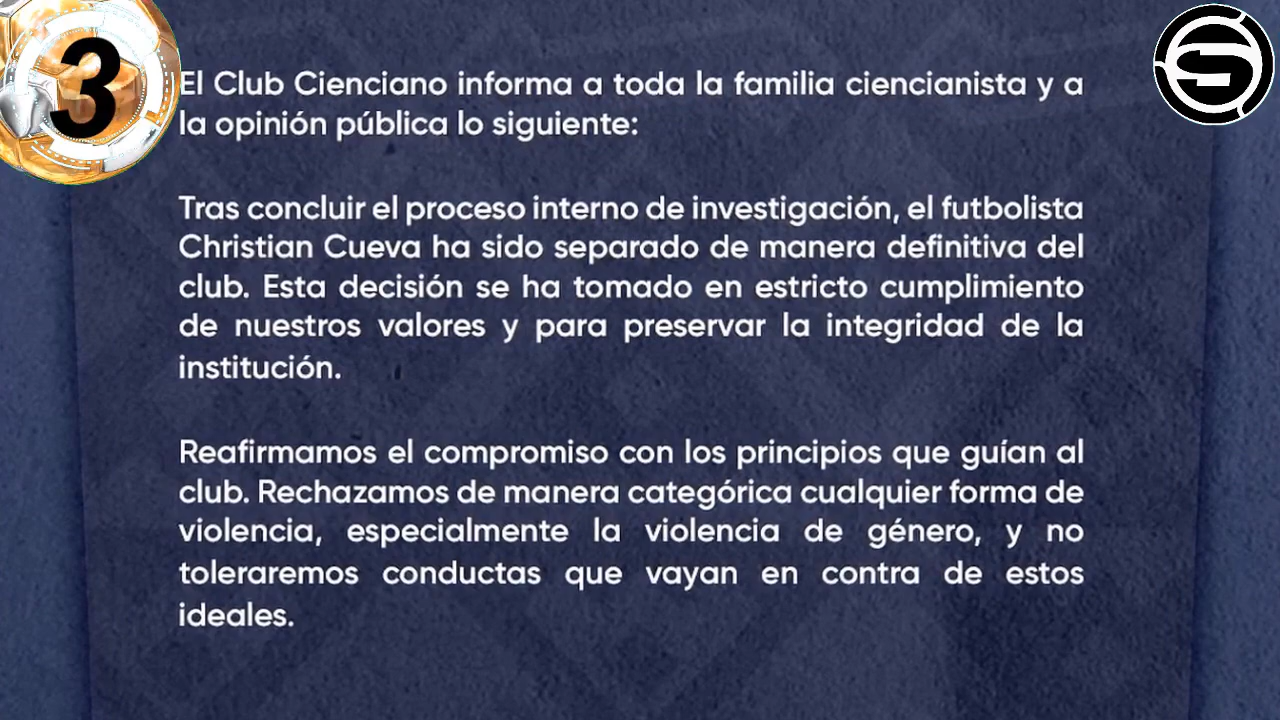 3
El Club Cienciano informa a toda la familia ciencianista y a
la opinión pública lo siguiente:
Tras concluir el proceso interno de investigación, el futbolista
Christian Cueva ha sido separado de manera definitiva del
club. Esta decisión se ha tomado en estricto cumplimiento
de nuestros valores y para preservar la integridad de la
institución.
Reafirmamos el compromiso con los principios que guían al
club. Rechazamos de manera categórica cualquier forma de
violencia, especialmente la violencia de género, y no
toleraremos conductas que vayan en contra de estos
ideales.